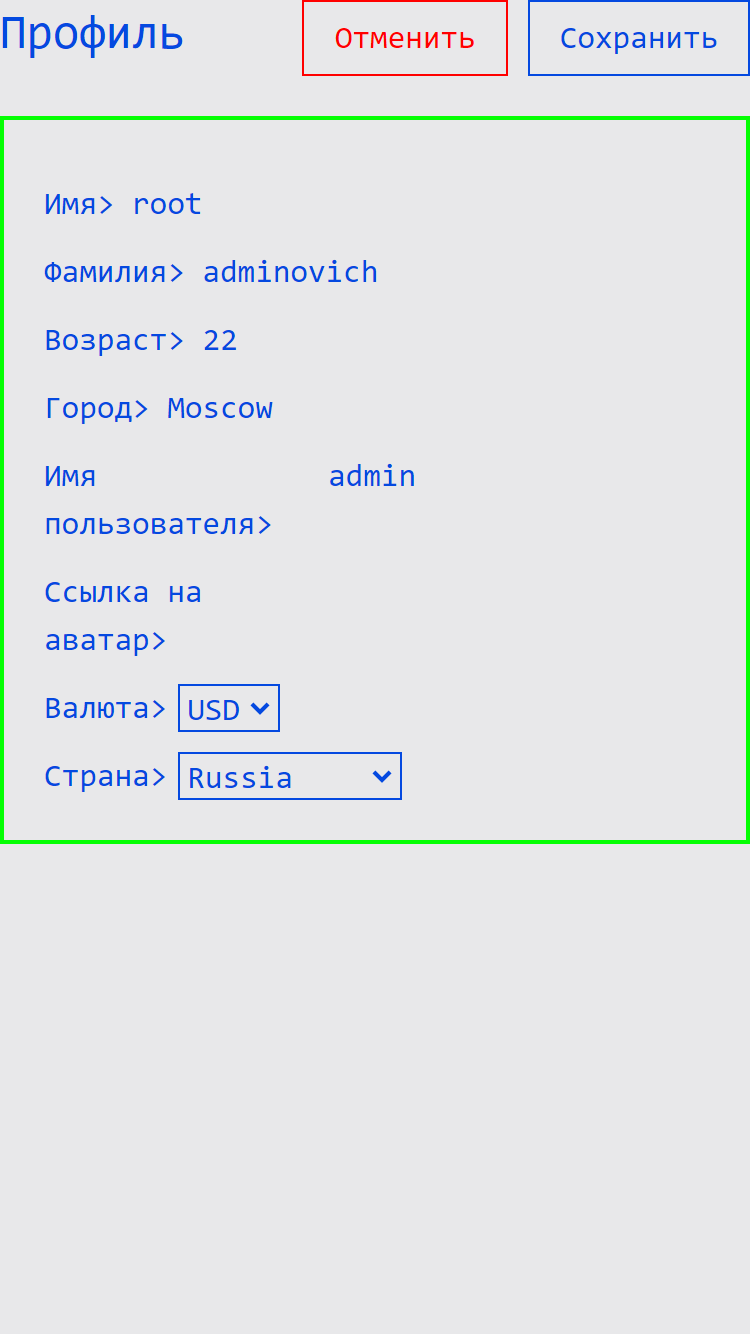 Профиль Отменить Сохранить
Имя> root
Фамилия> adminovich
Возраст> 22
Город> Moscow
Имя admin
пользователя>
Ссылка на
аватар>
Валюта> USD
Страна> Russia